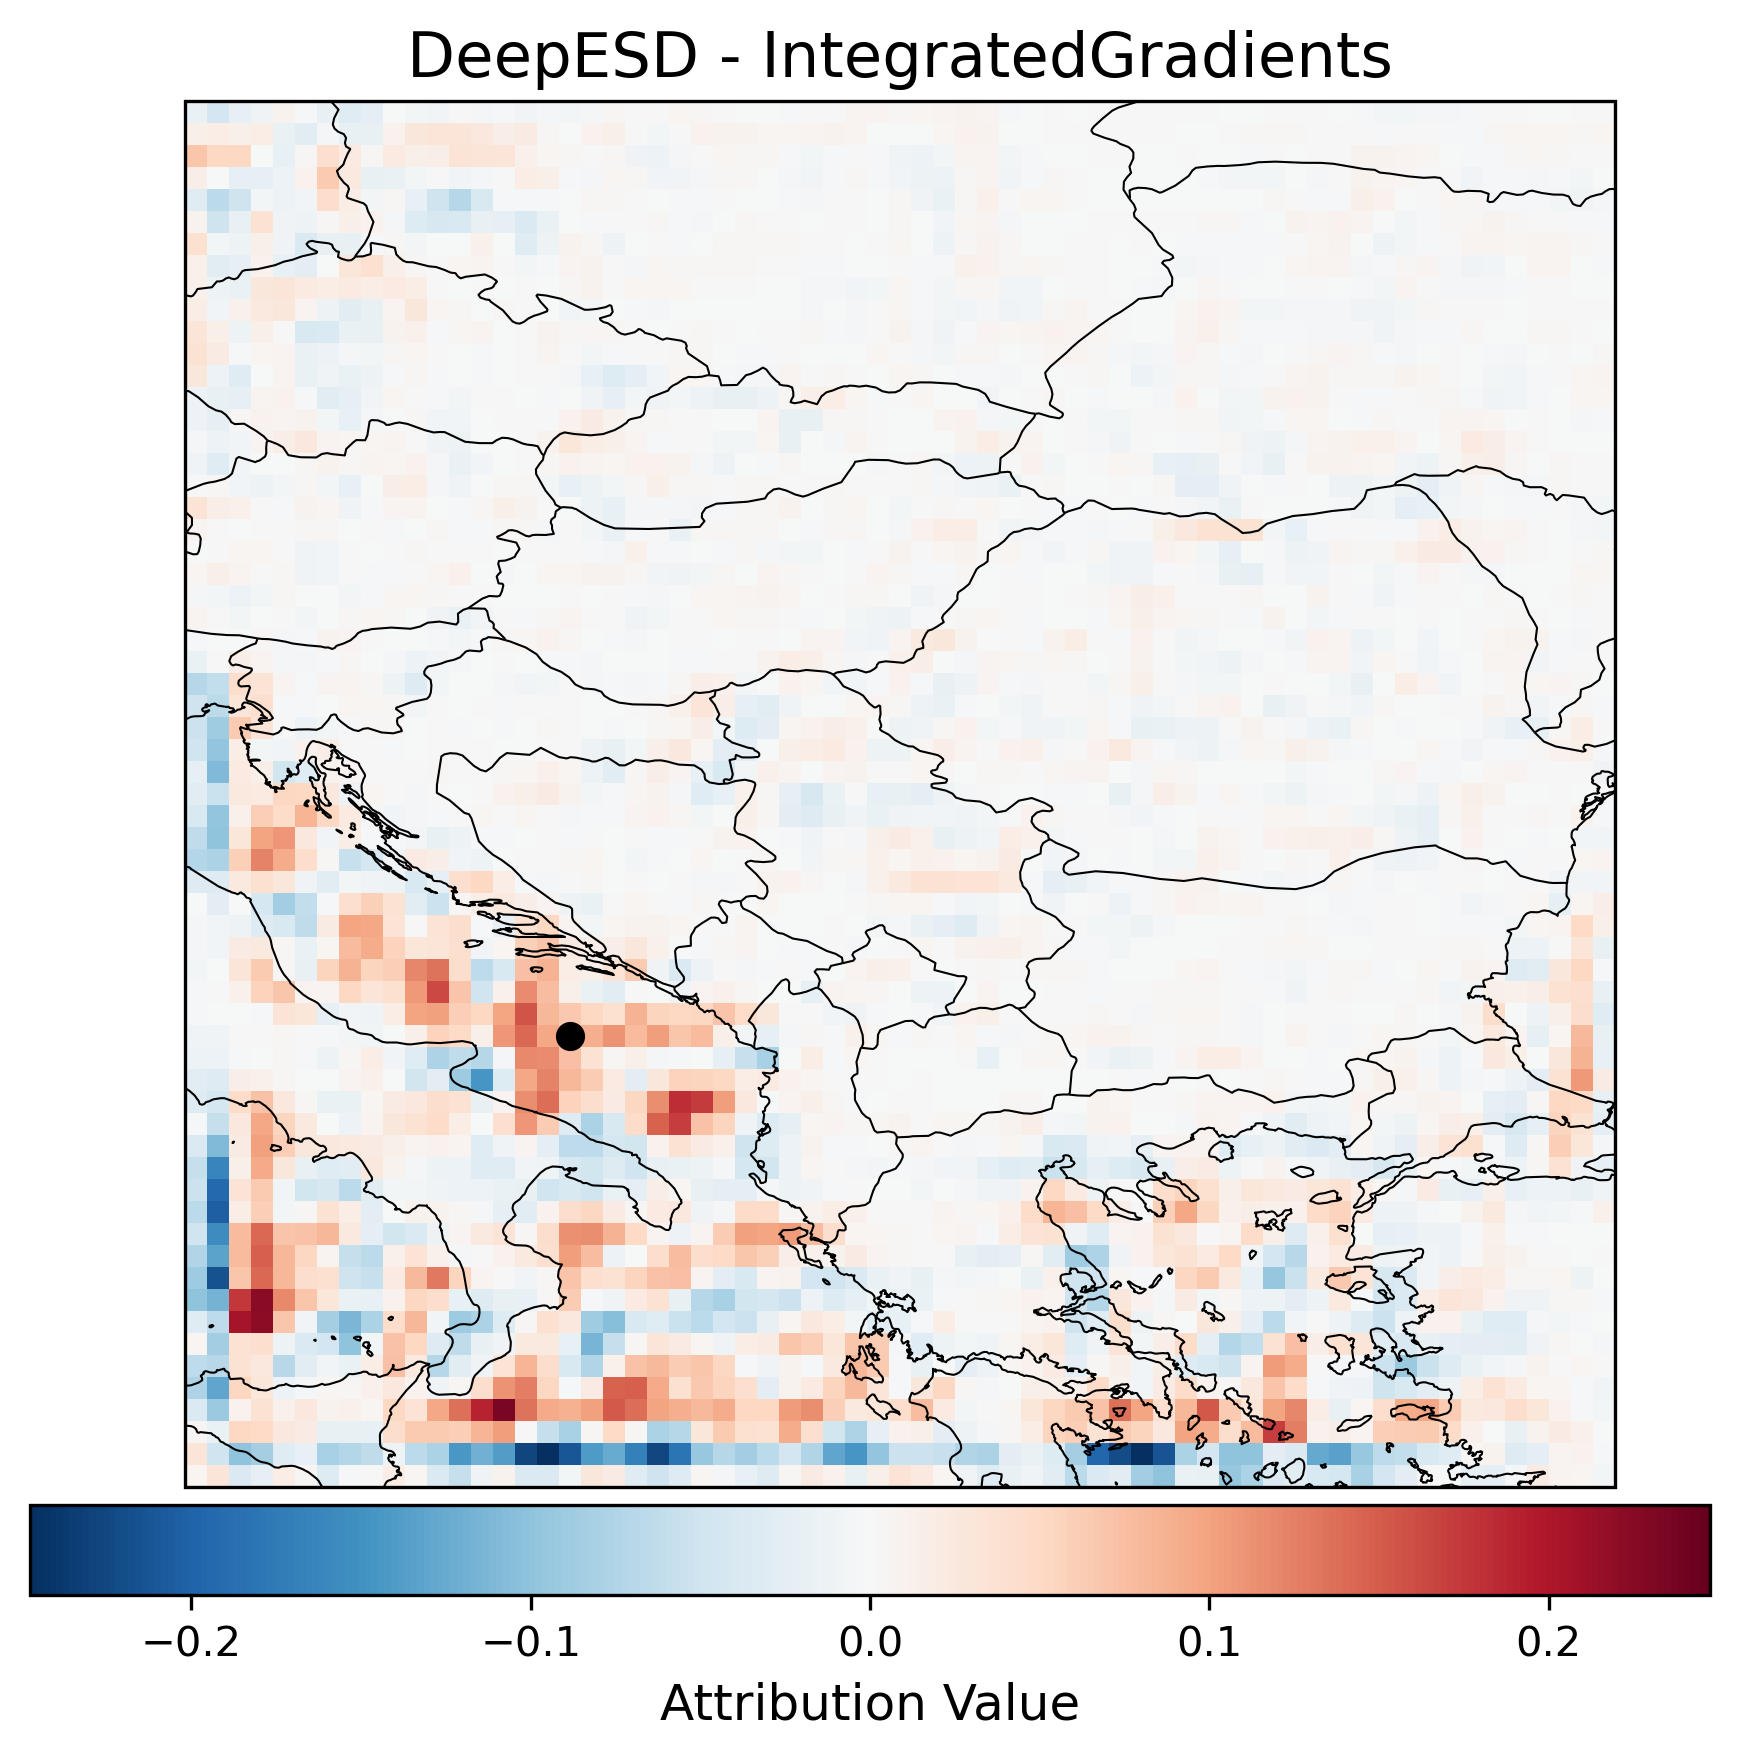 DeepESD - IntegratedGradients
−0.2 −0.1 0.0 0.1 0.2
Attribution Value